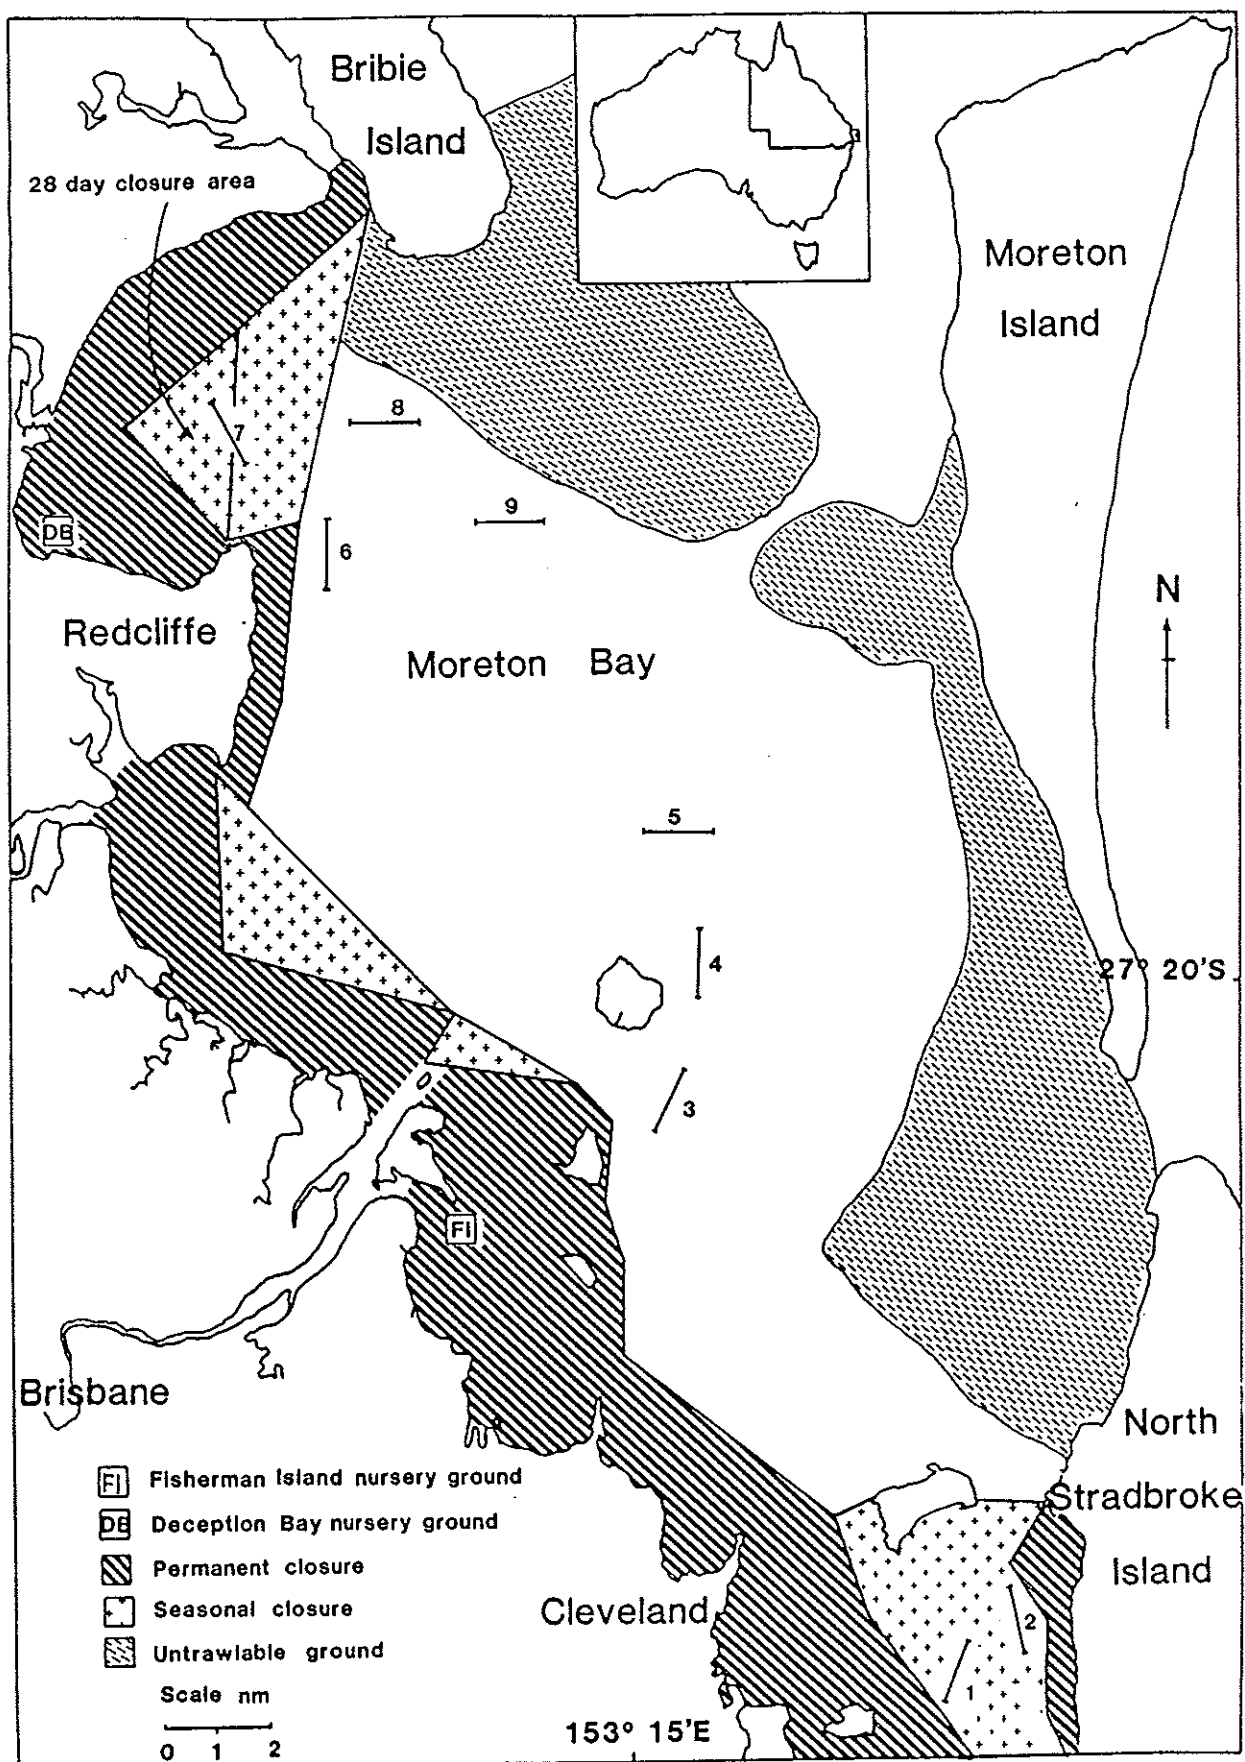 Bribie
Island
28 day closure area
Moreton
Island
8
7
9
DB
6
N
Redcliffe
Moreton Bay
5
4
27° 20'S
3
FI
Brisbane
North
Stradbroke
Island
FI Fisherman Island nursery ground
DB Deception Bay nursery ground
Permanent closure
Seasonal closure
Untrawlable ground
Cleveland
2
1
Scale nm
0 1 2
153° 15'E